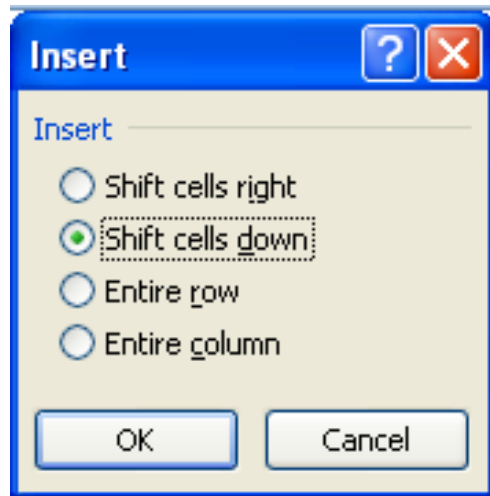 Insert
?
Insert
Shift cells right
Shift cells down
Entire row
Entire column
OK
Cancel